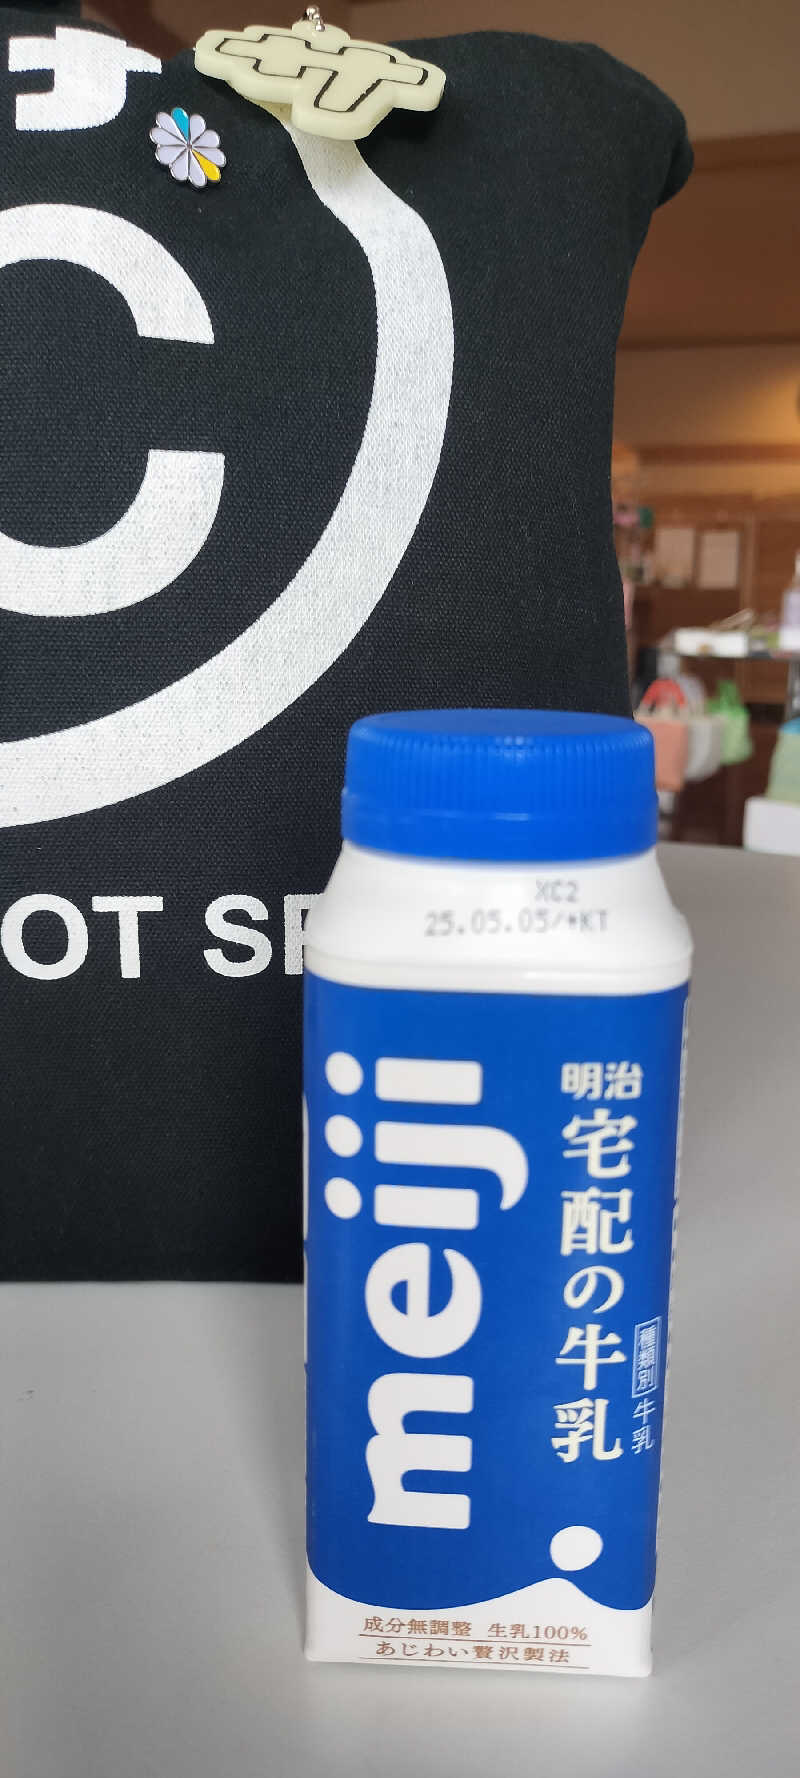 ナ
サ
C
OT SP
XC2
25.05.05/*KT
meiji
明治
宅配の牛乳
種類別 牛乳
成分無調整 生乳100%
あじわい贅沢製法